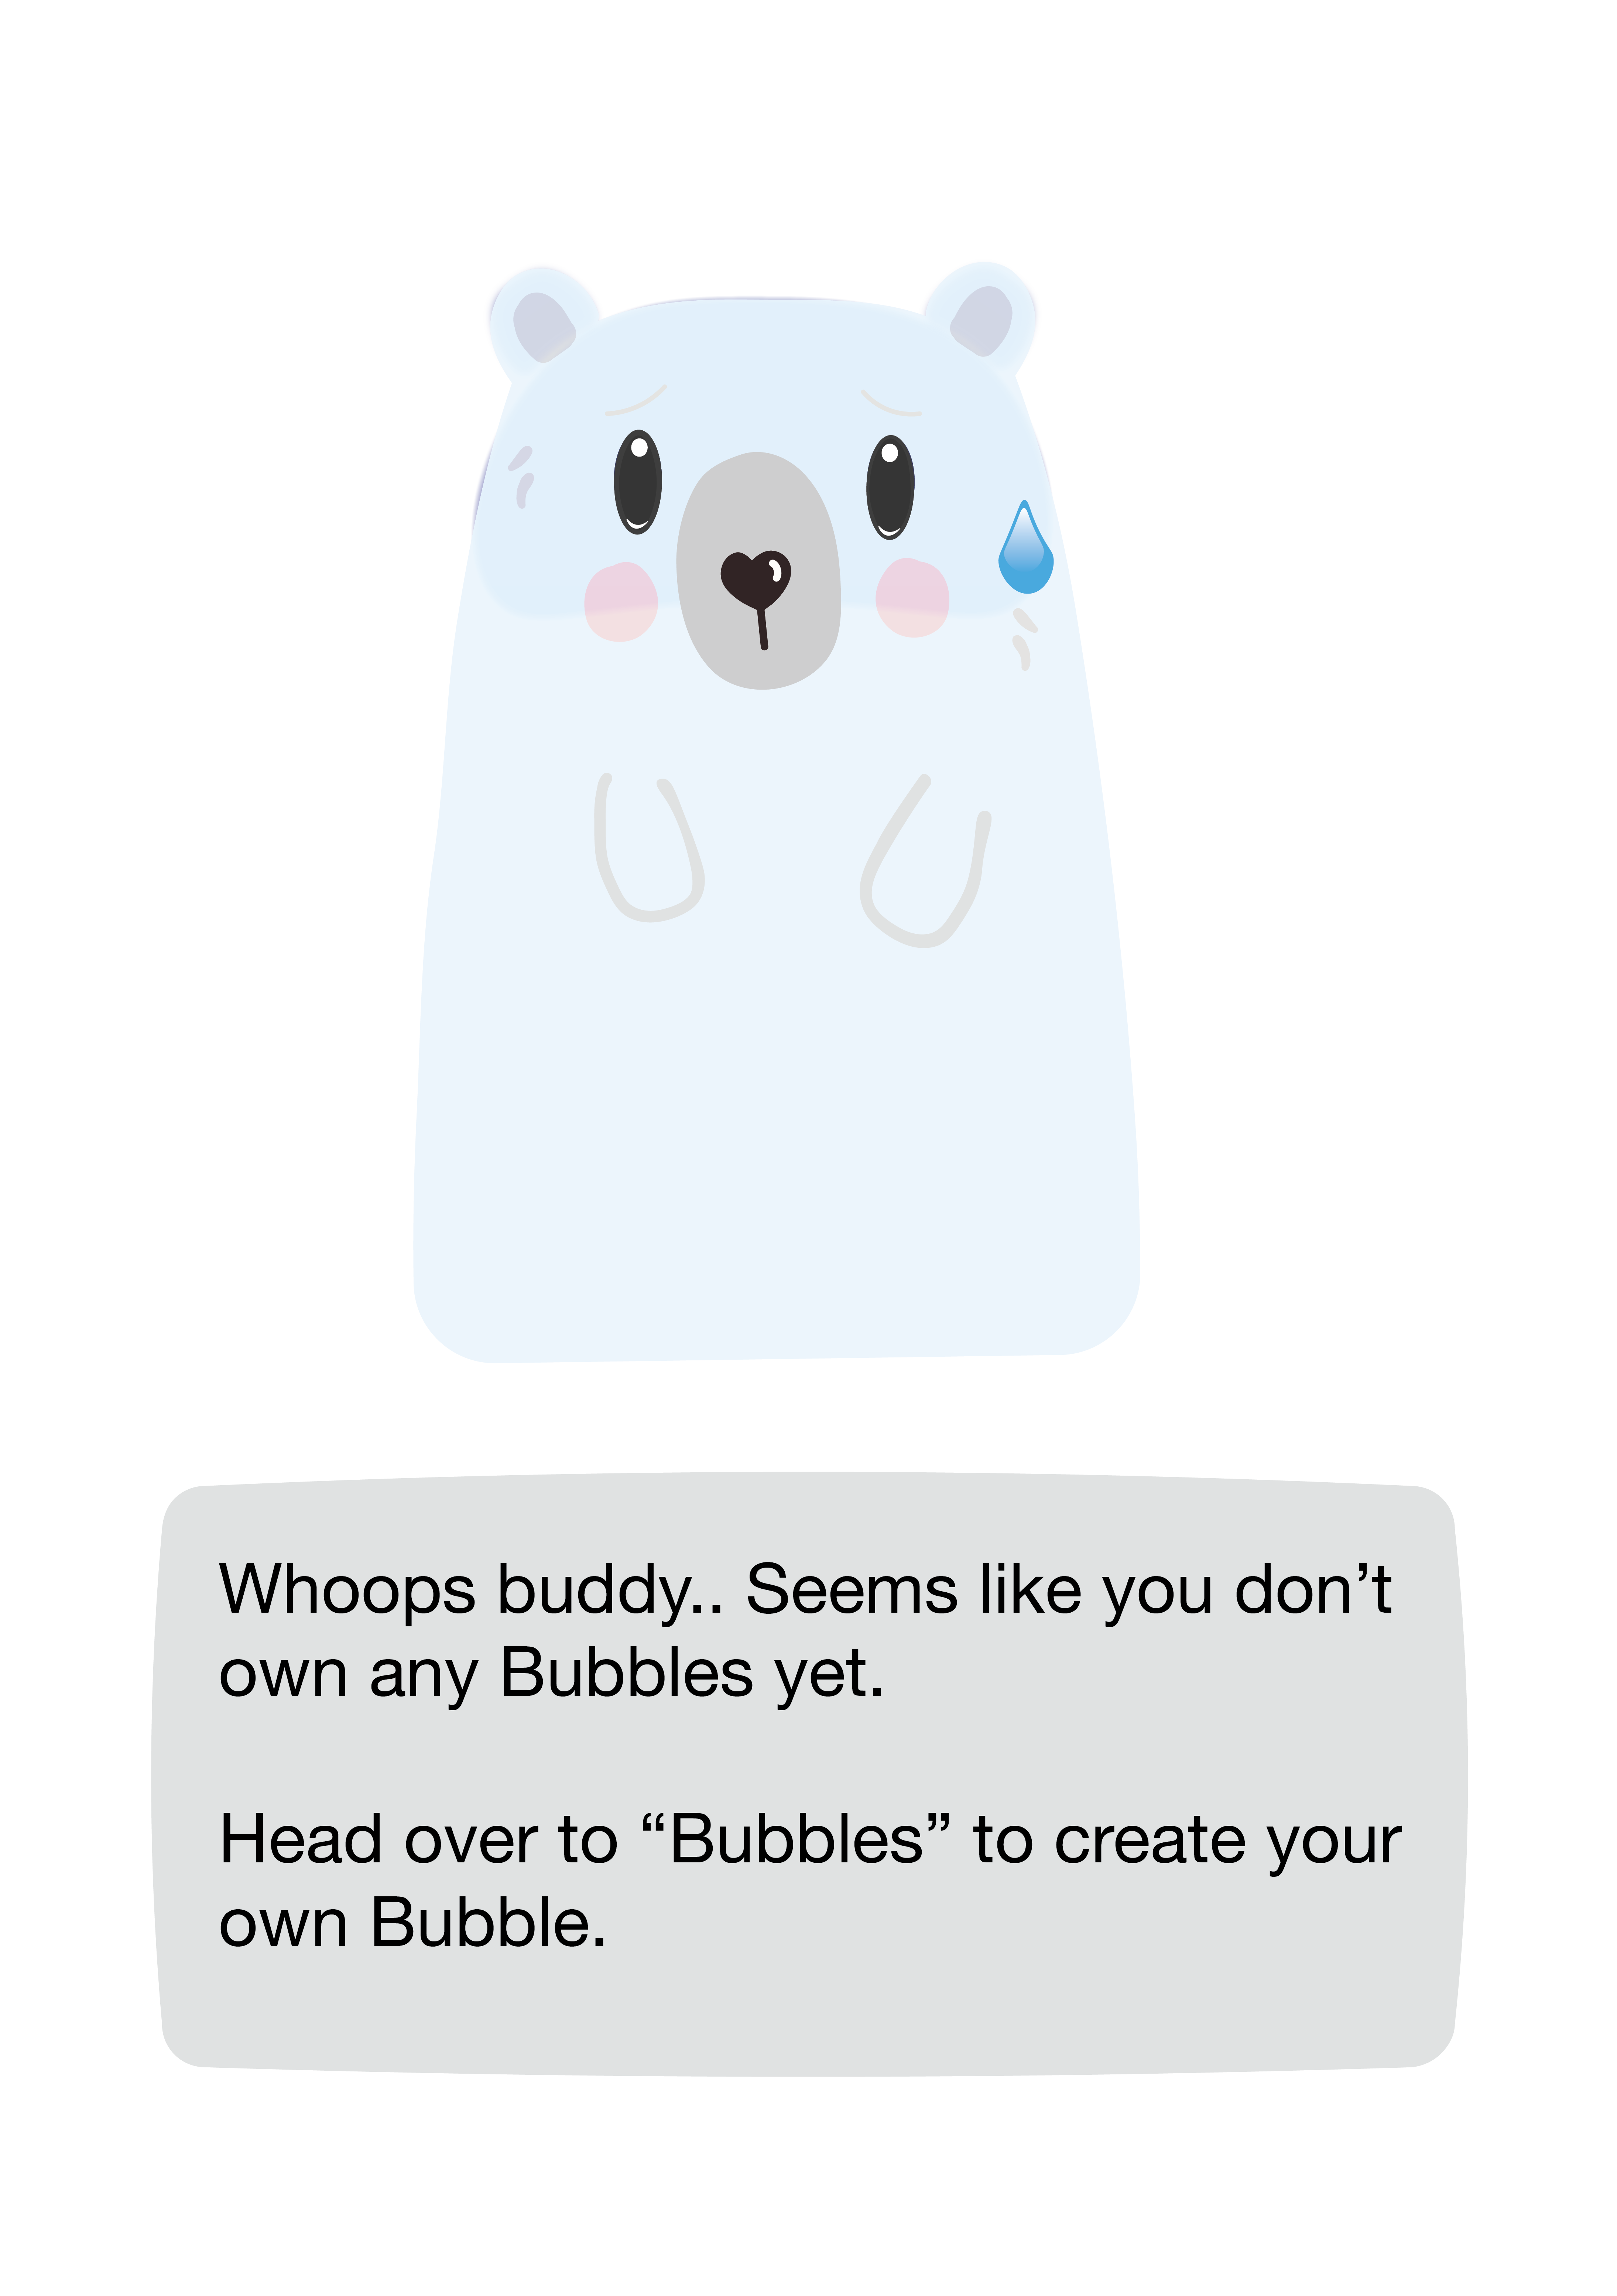 Whoops buddy.. Seems like you don’t
own any Bubbles yet.
Head over to “Bubbles” to create your
own Bubble.